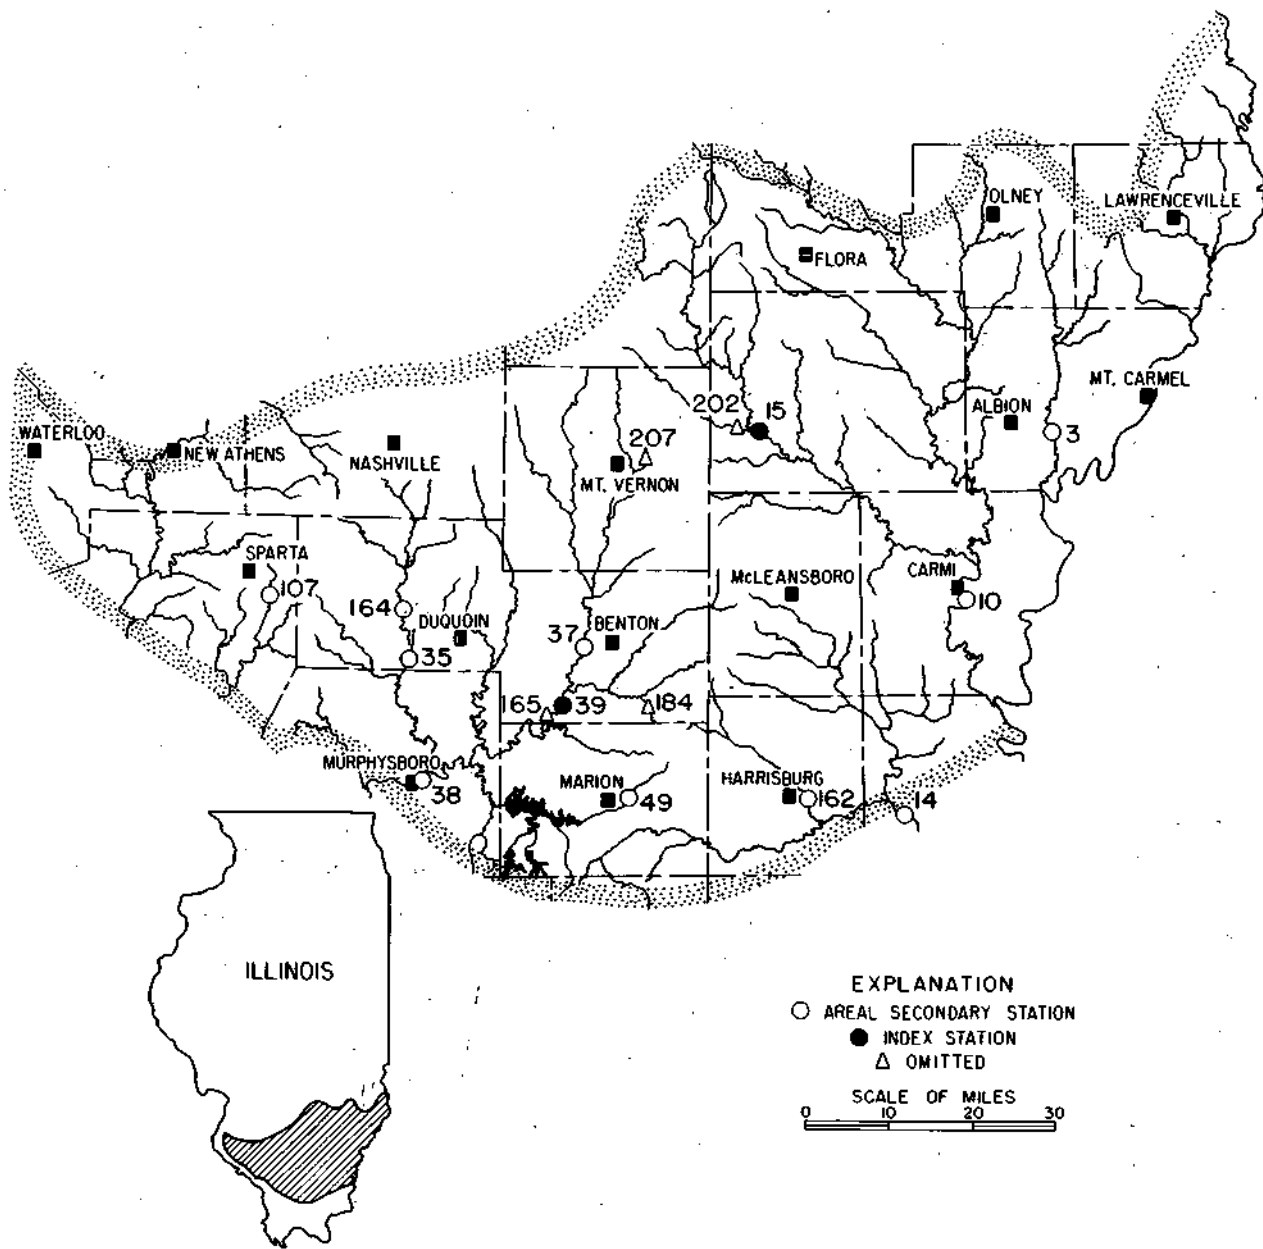 OLNEY
LAWRENCEVILLE
FLORA
MT. CARMEL
202
15
ALBION
WATERLOO
NEW ATHENS
NASHVILLE
207
MT. VERNON
3
SPARTA
107
164
DUQUOIN
35
37
BENTON
McLEANSBORO
CARMI
10
165
39
184
MURPHYSBORO
38
MARION
49
HARRISBURG
162
14
ILLINOIS
EXPLANATION
AREAL SECONDARY STATION
INDEX STATION
OMITTED
SCALE OF MILES
0 10 20 30